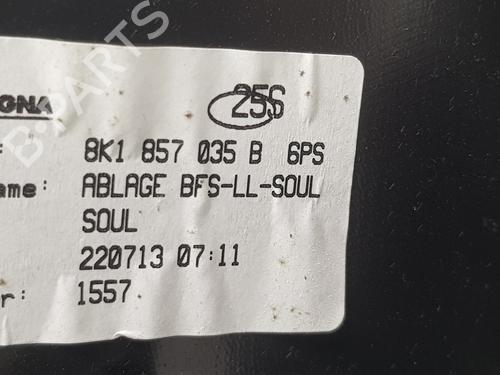 GNA 25S
: 8K1 857 035 B 6PS
ame: ABLAGE BFS-LL-SOUL
SOUL
220713 07:11
r: 1557
B-PARTS